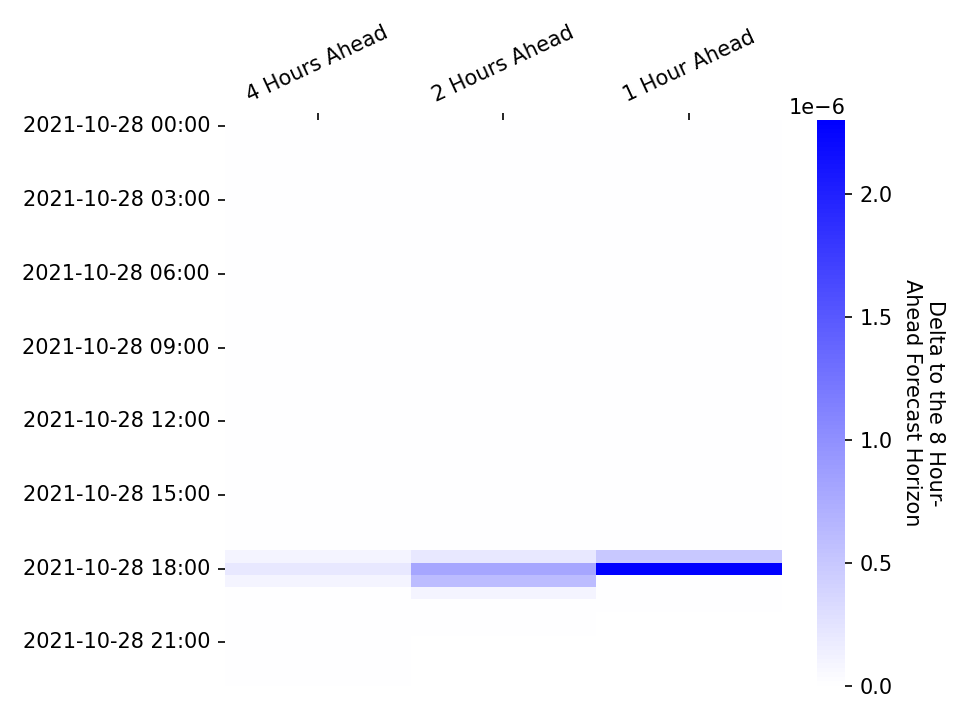 4 Hours Ahead
2 Hours Ahead
1 Hour Ahead
1e−6
2021-10-28 00:00
2021-10-28 03:00
2021-10-28 06:00
2021-10-28 09:00
2021-10-28 12:00
2021-10-28 15:00
2021-10-28 18:00
2021-10-28 21:00
2.0
1.5
1.0
0.5
0.0
Delta to the 8 Hour-
Ahead Forecast Horizon